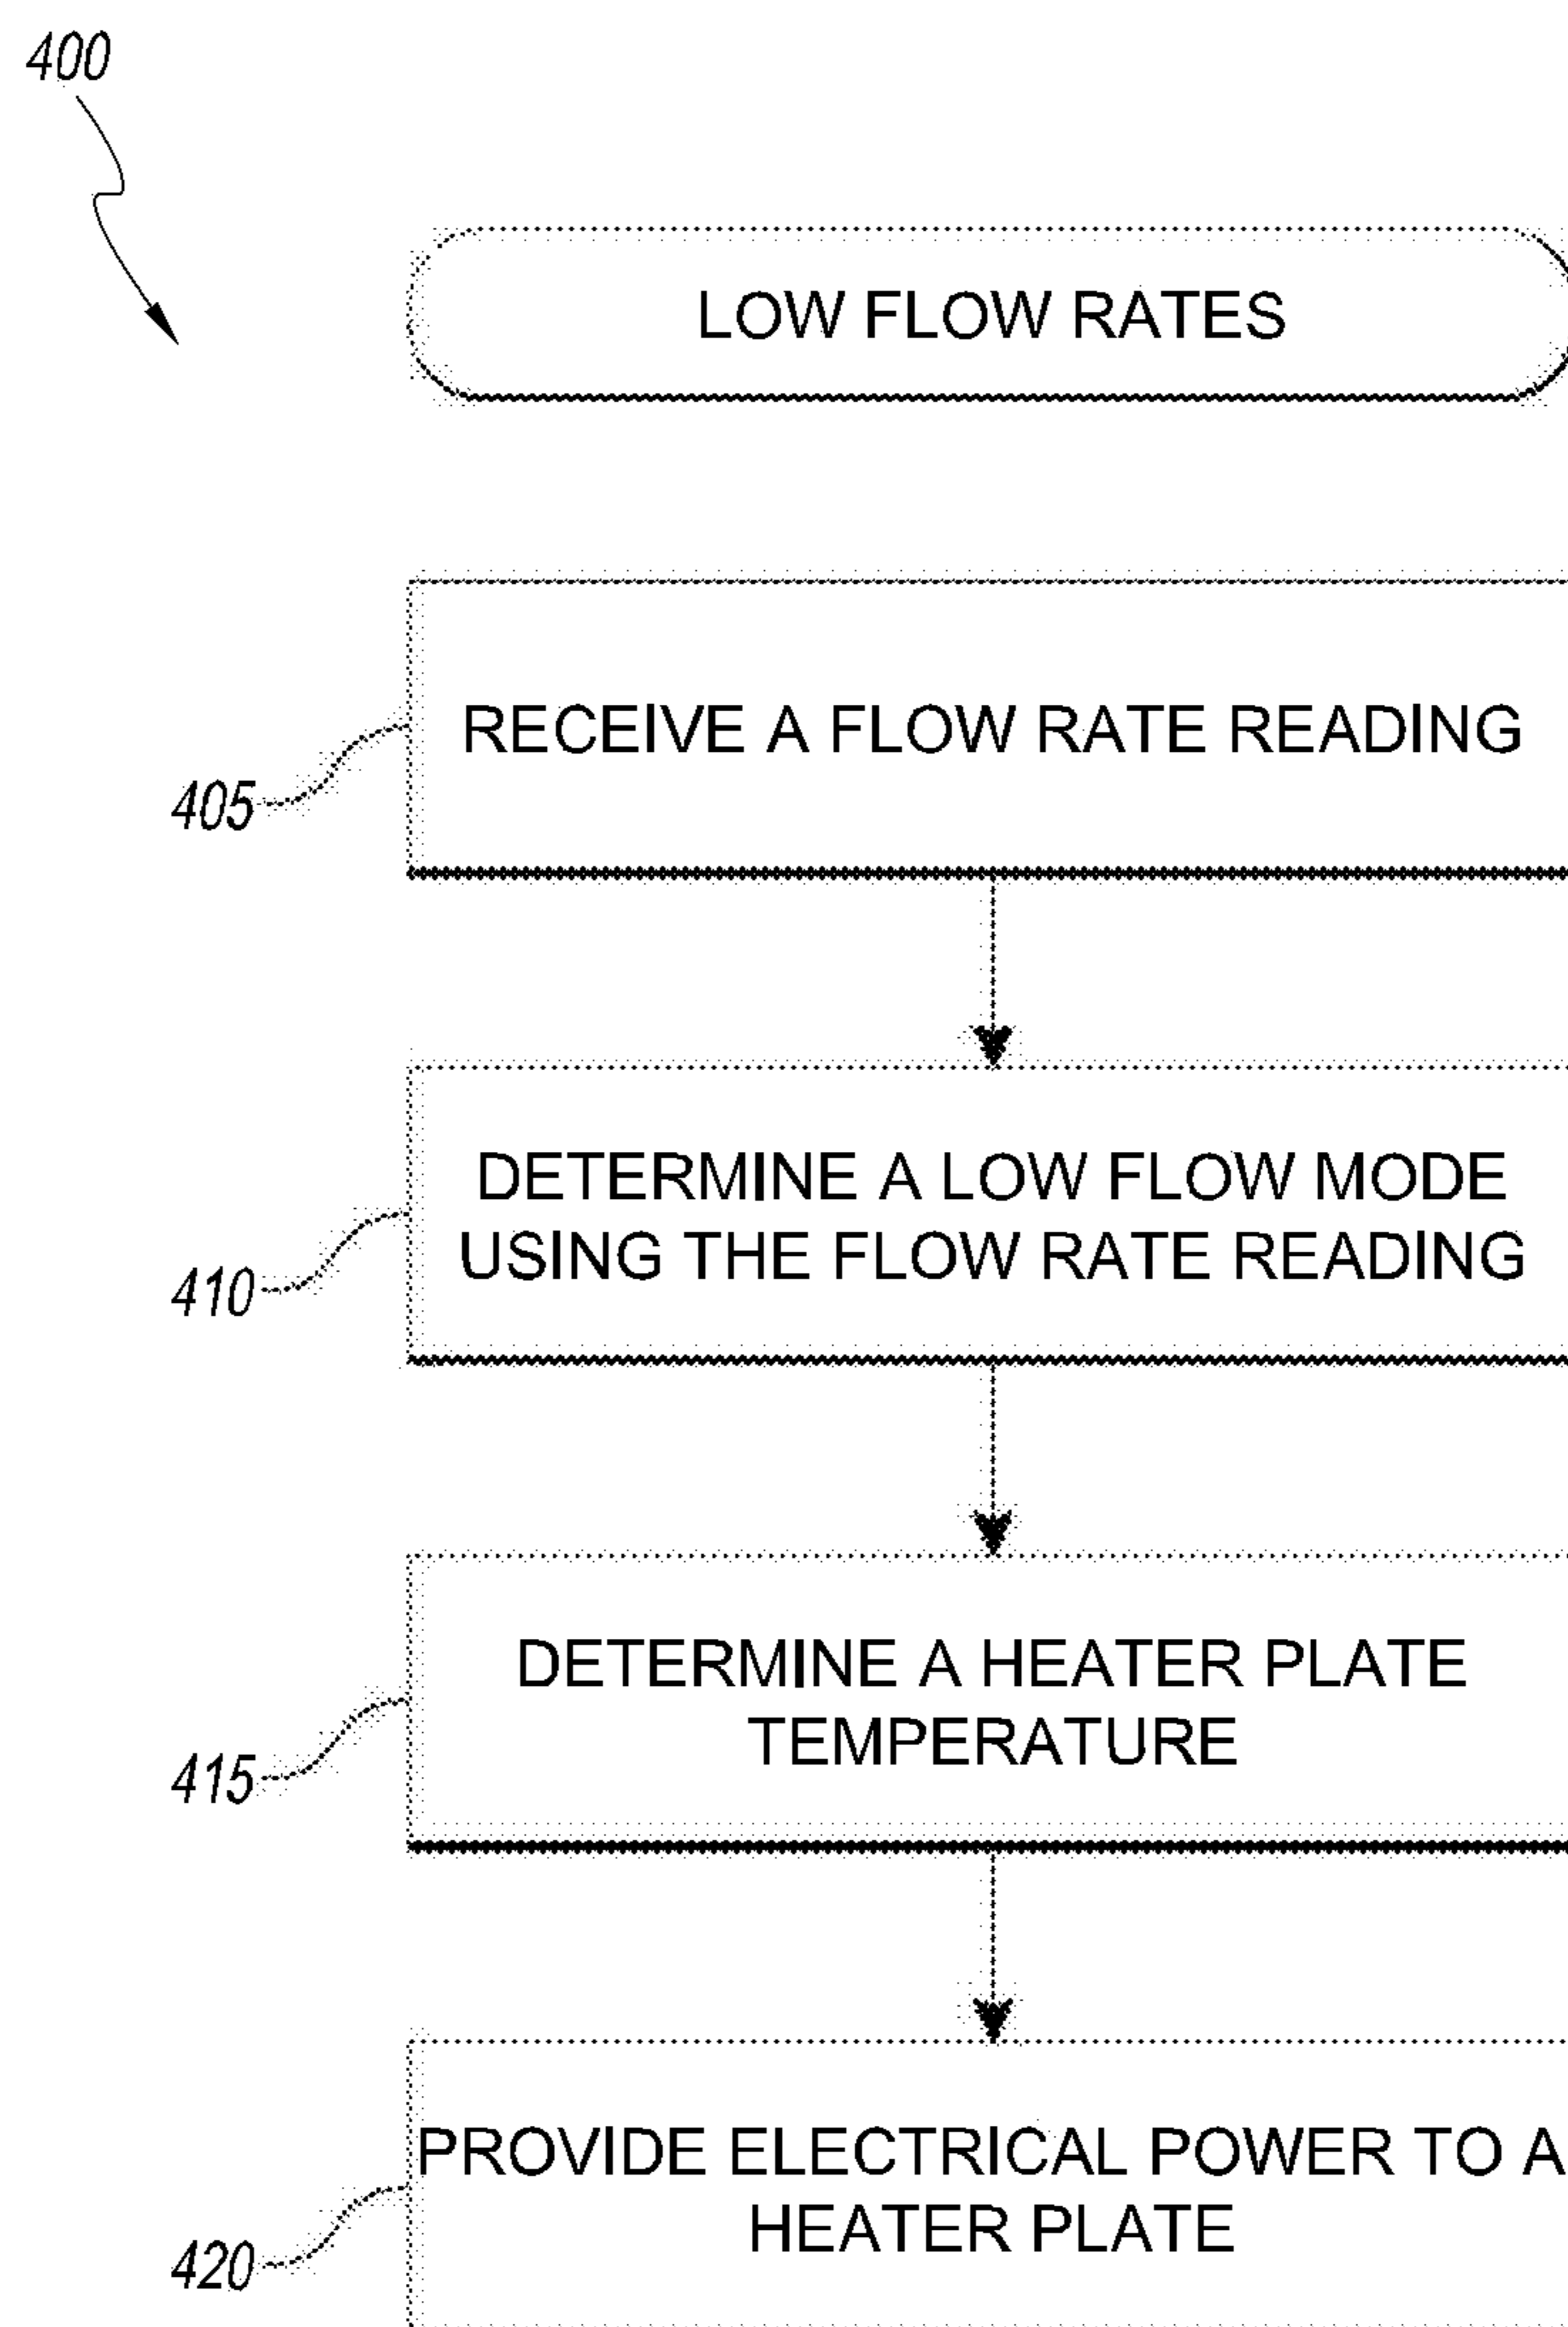 400
LOW FLOW RATES
RECEIVE A FLOW RATE READING
405
DETERMINE A LOW FLOW MODE
USING THE FLOW RATE READING
410
DETERMINE A HEATER PLATE
TEMPERATURE
415
PROVIDE ELECTRICAL POWER TO A
HEATER PLATE
420